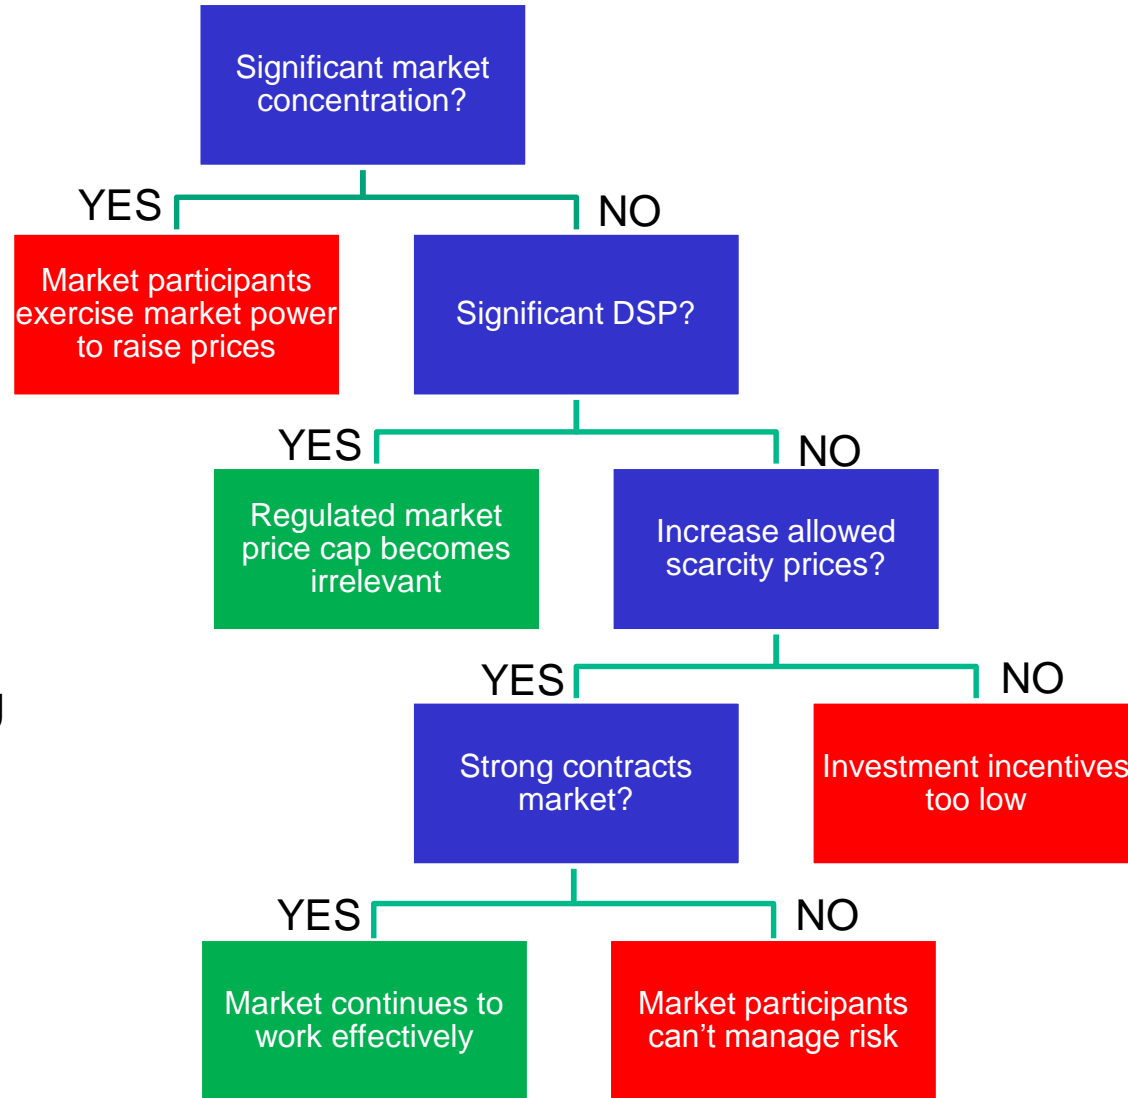 Significant market
concentration?
YES
NO
Market participants
exercise market power
to raise prices
Significant DSP?
YES
NO
Regulated market
price cap becomes
irrelevant
Increase allowed
scarcity prices?
YES
NO
Strong contracts
market?
Investment incentives
too low
YES
NO
Market continues to
work effectively
Market participants
can’t manage risk